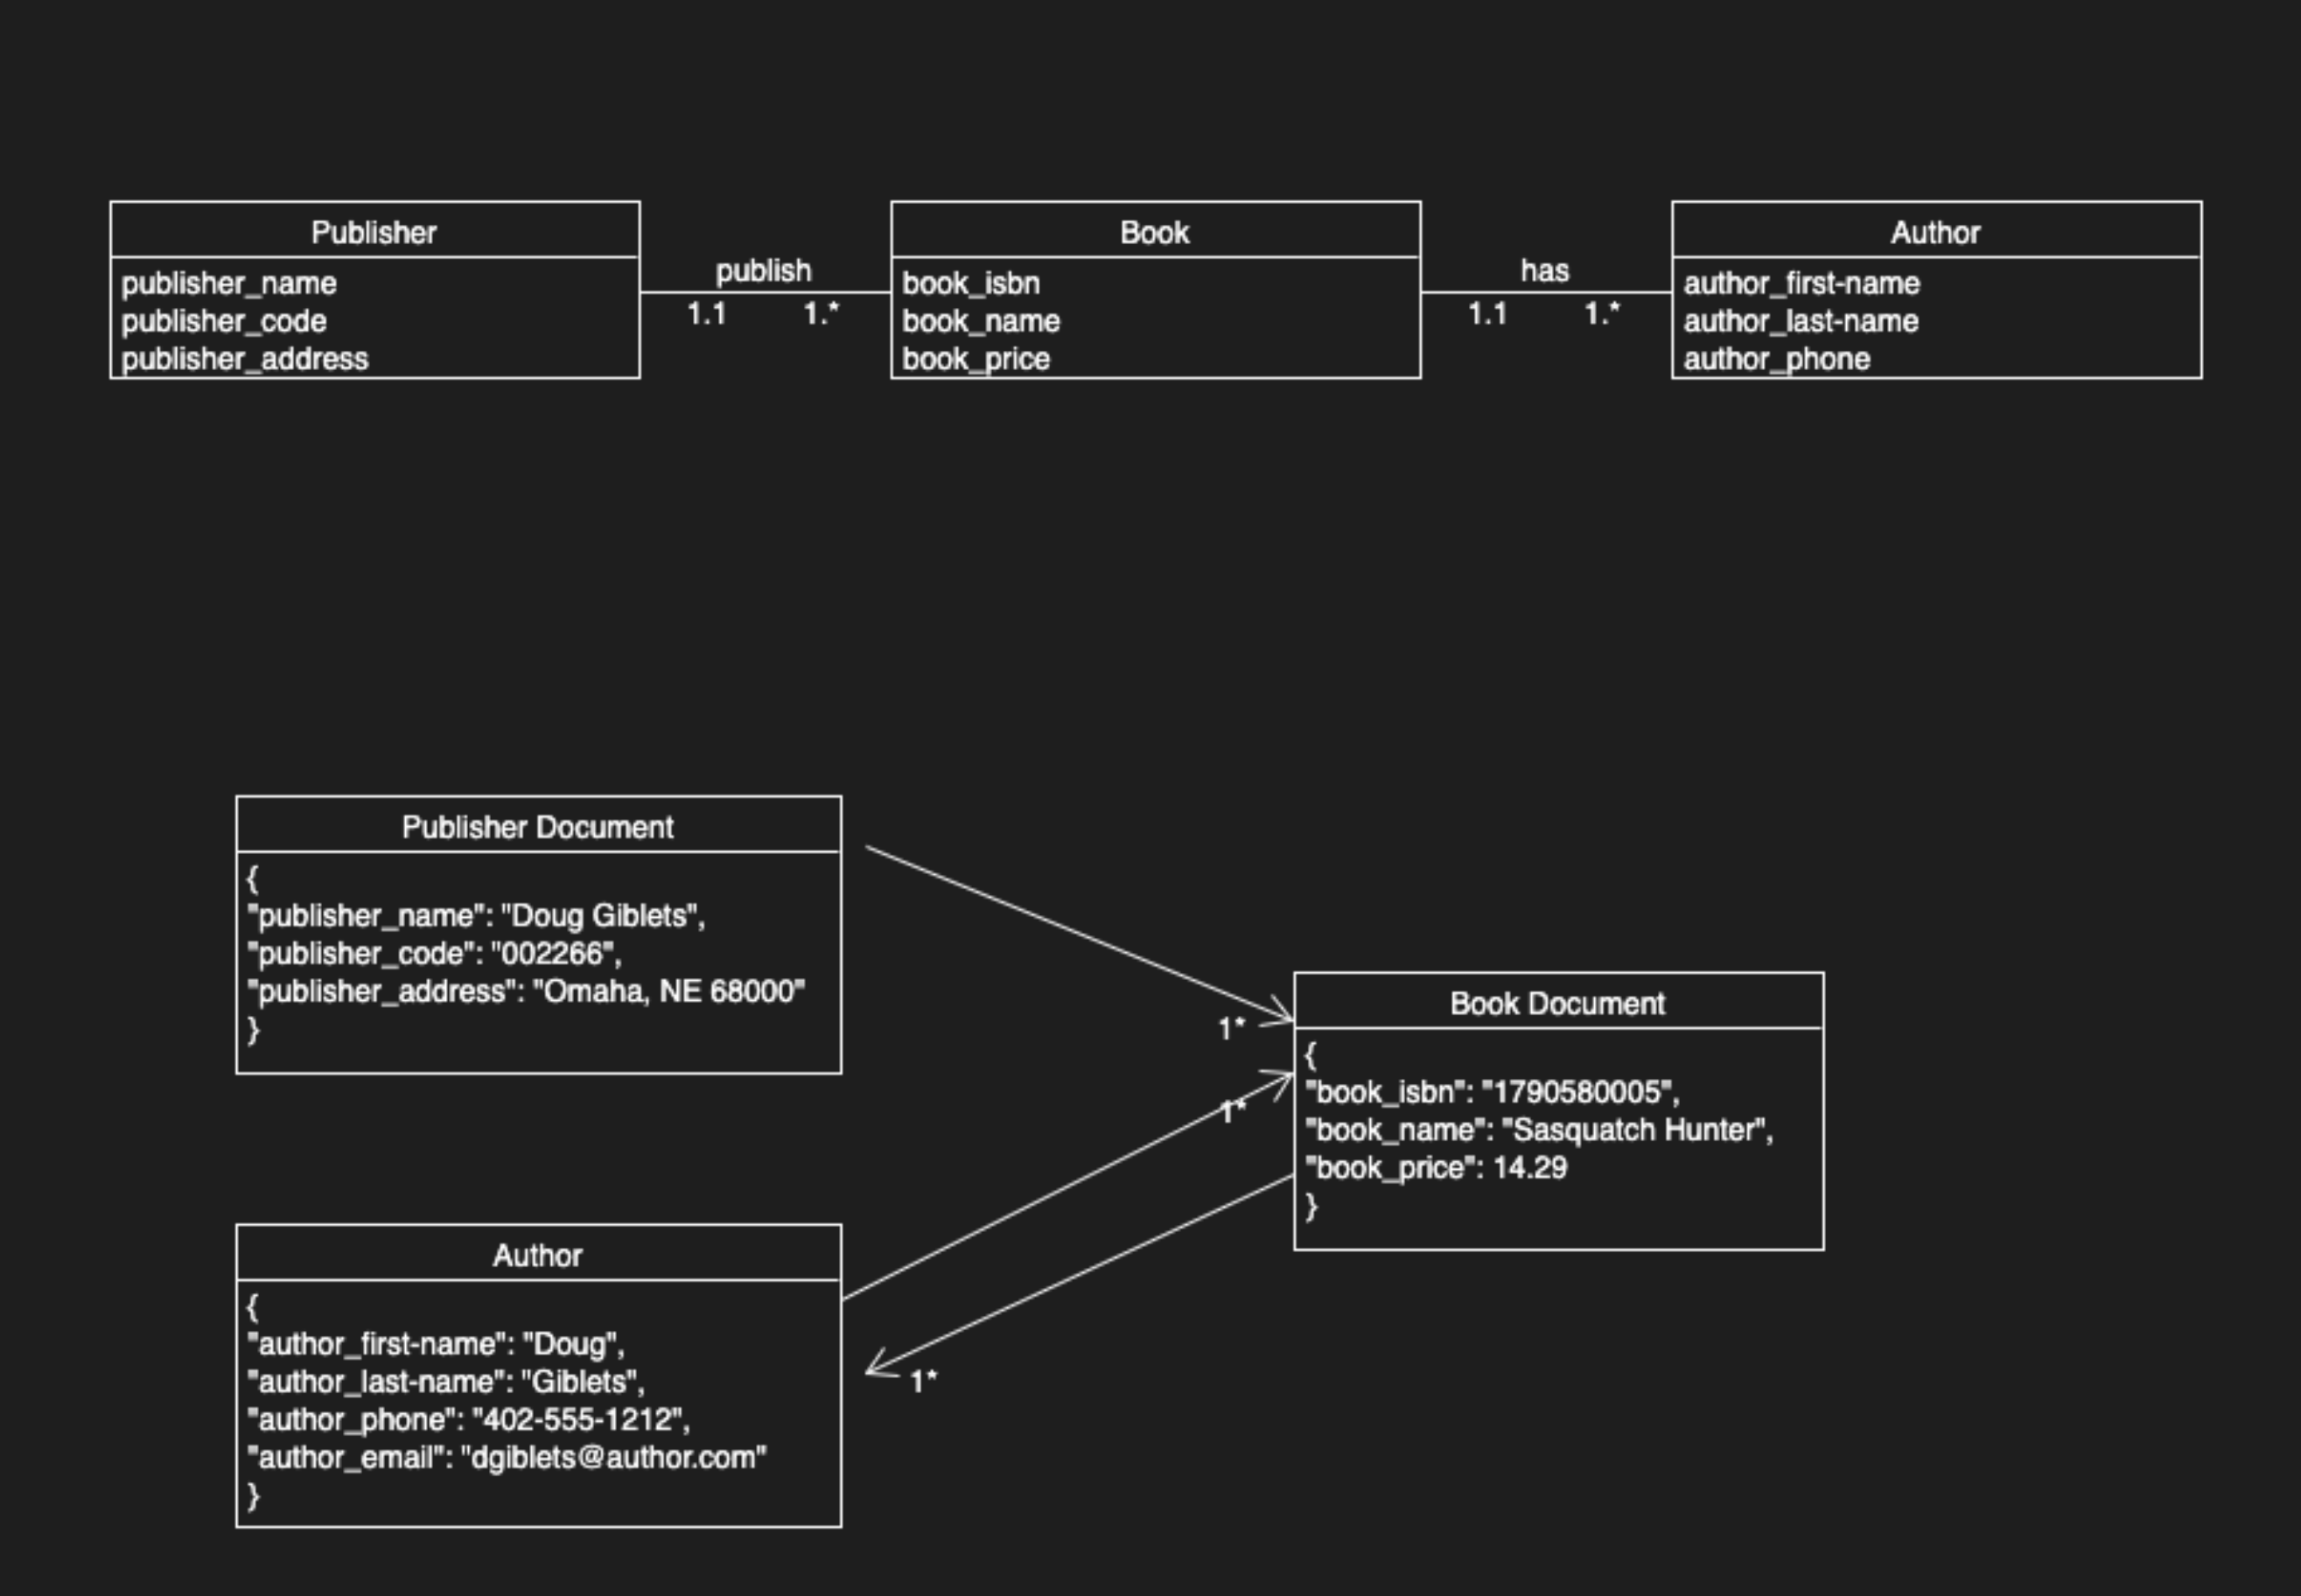 Publisher
publisher_name
publisher_code
publisher_address
publish
1.1
1.*
Book
book_isbn
book_name
book_price
has
1.1
1.*
Author
author_first-name
author_last-name
author_phone
Publisher Document
{
"publisher_name": "Doug Giblets",
"publisher_code": "002266",
"publisher_address": "Omaha, NE 68000"
}
1*
1*
Book Document
{
"book_isbn": "1790580005",
"book_name": "Sasquatch Hunter",
"book_price": 14.29
}
Author
{
"author_first-name": "Doug",
"author_last-name": "Giblets",
"author_phone": "402-555-1212",
"author_email": "dgiblets@author.com"
}
1*